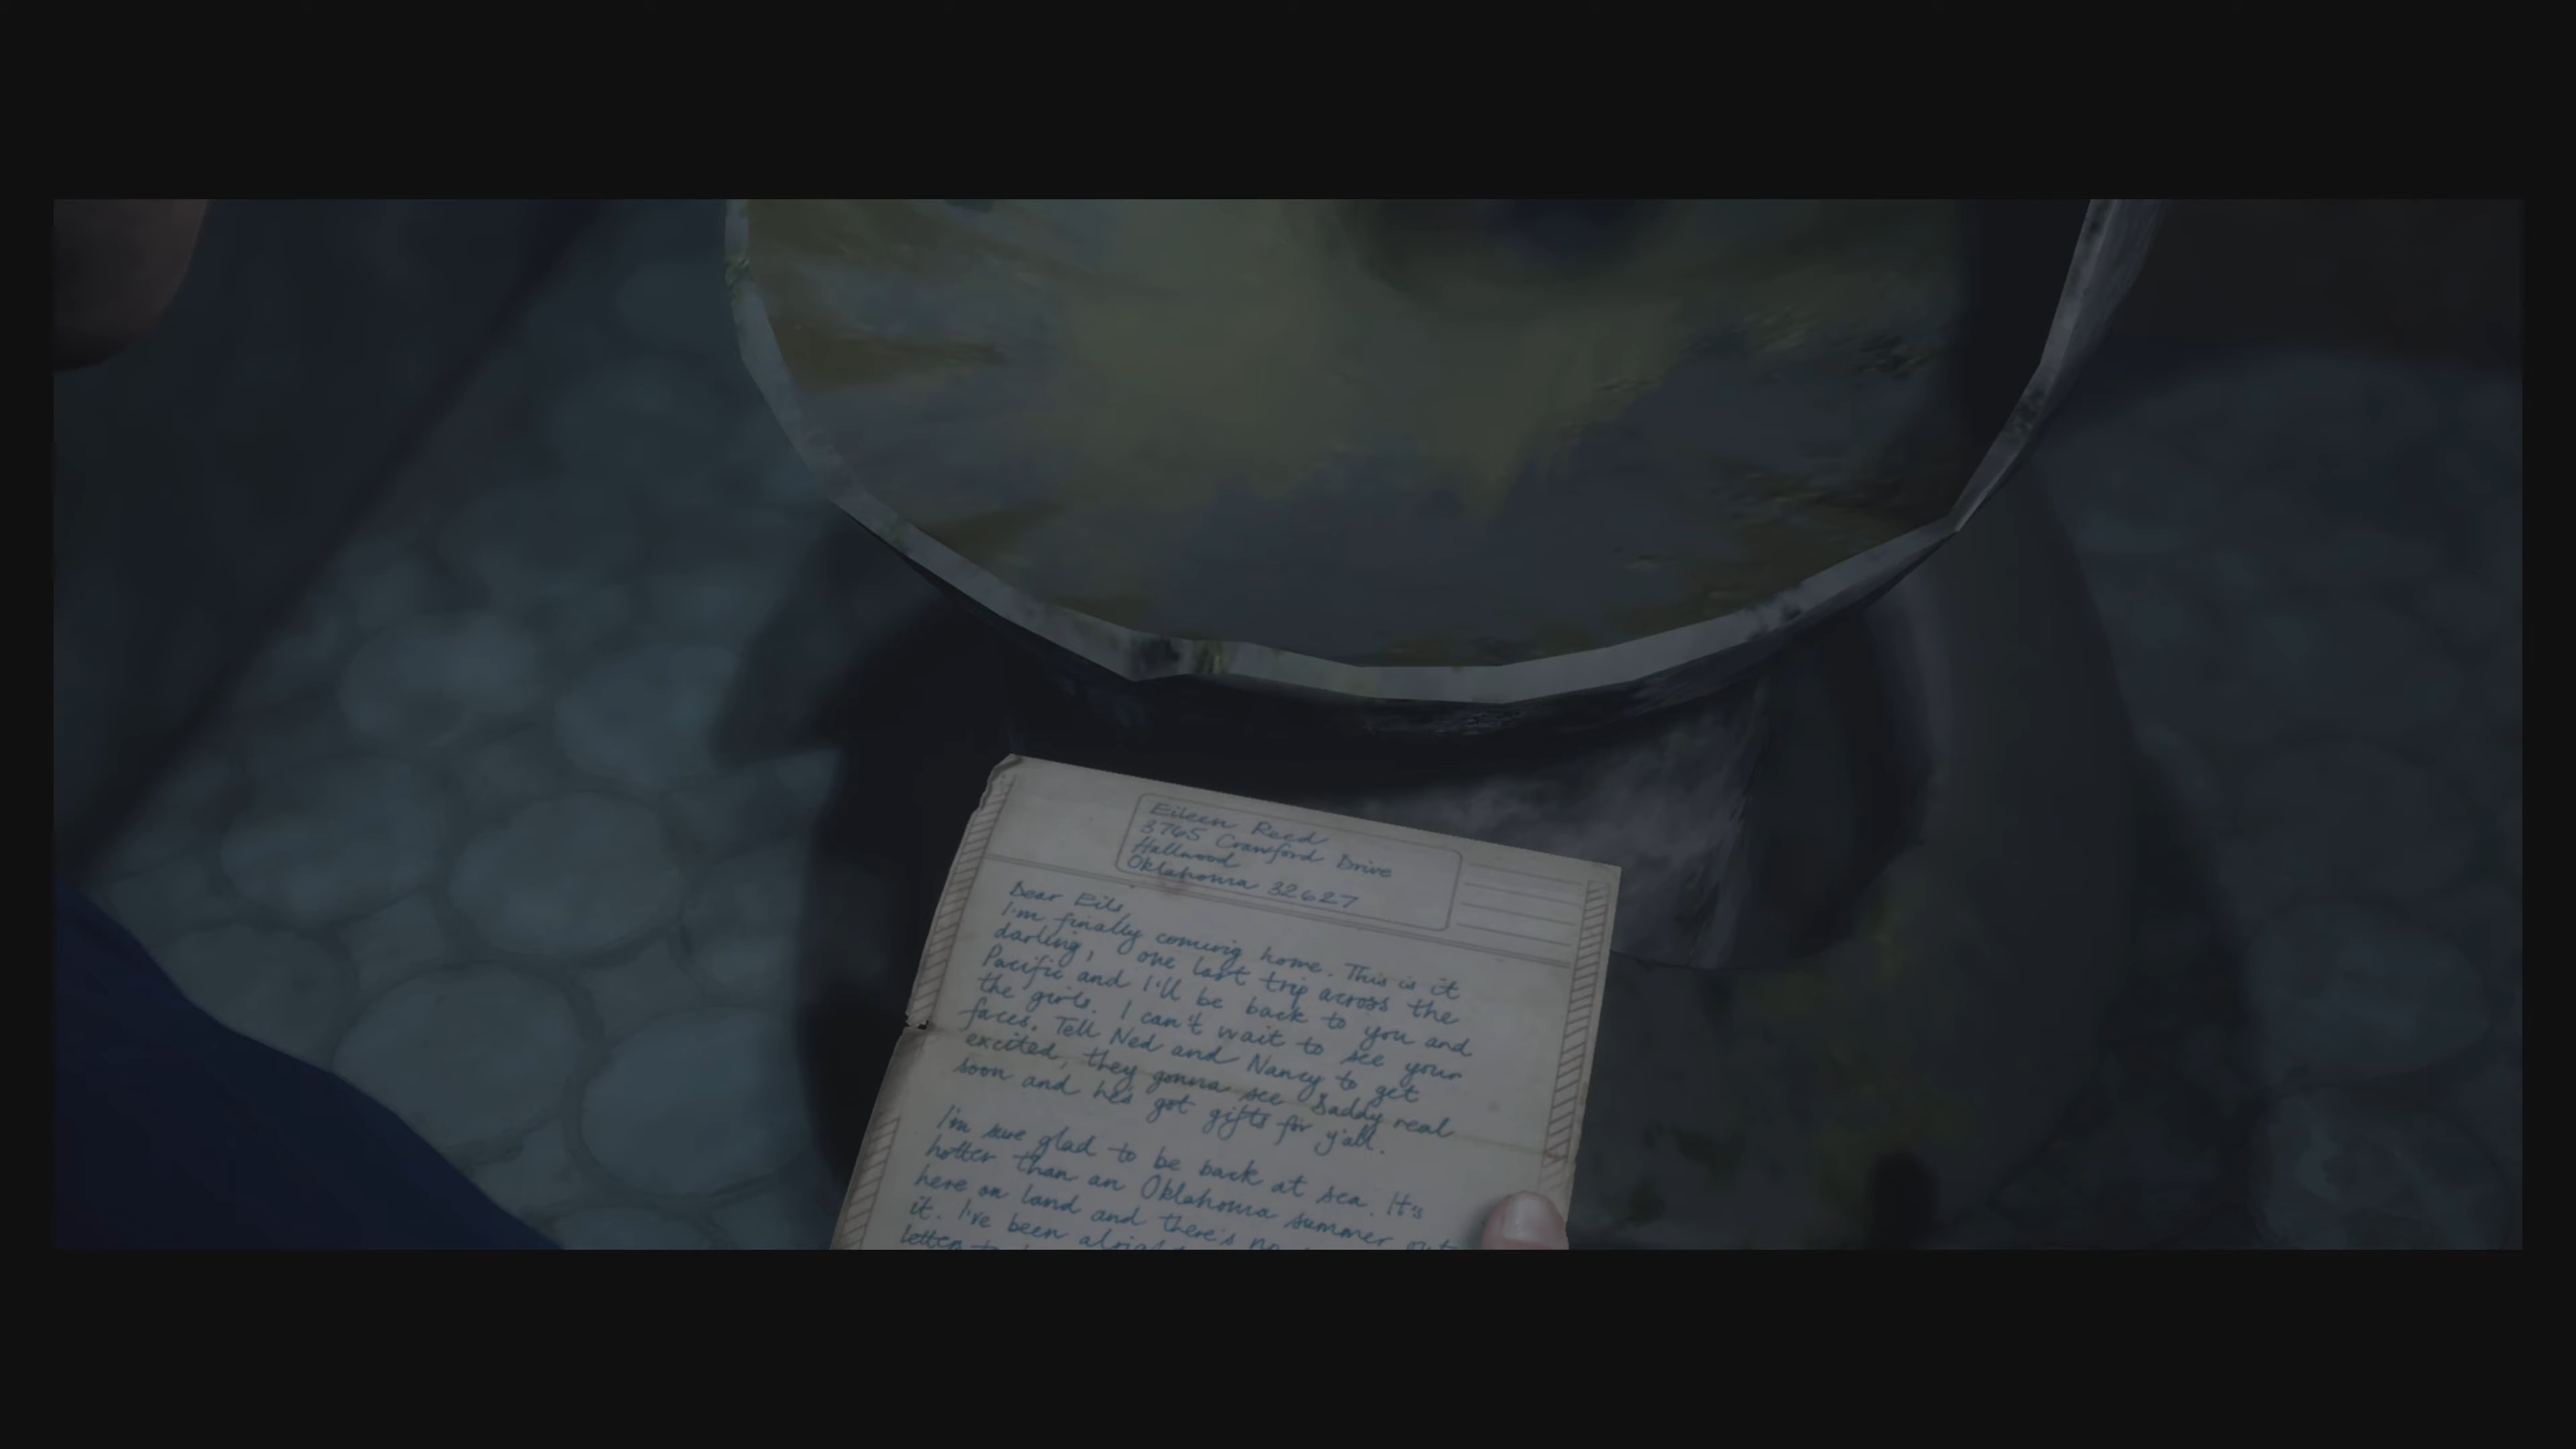 Eileen Reed
3765 Crawford Drive
Hallwood
Oklahoma 32627
Dear Eils,
I'm finally coming home. This is it
darling, one last trip across the
Pacific and I'll be back to you and
the girls. I can't wait to see your
faces. Tell Ned and Nancy to get
excited, they gonna see Daddy real
soon and he's got gifts for y'all.
I'm sure glad to be back at sea. It's
hotter than an Oklahoma summer out
here on land and there's no
it. I've been
letters